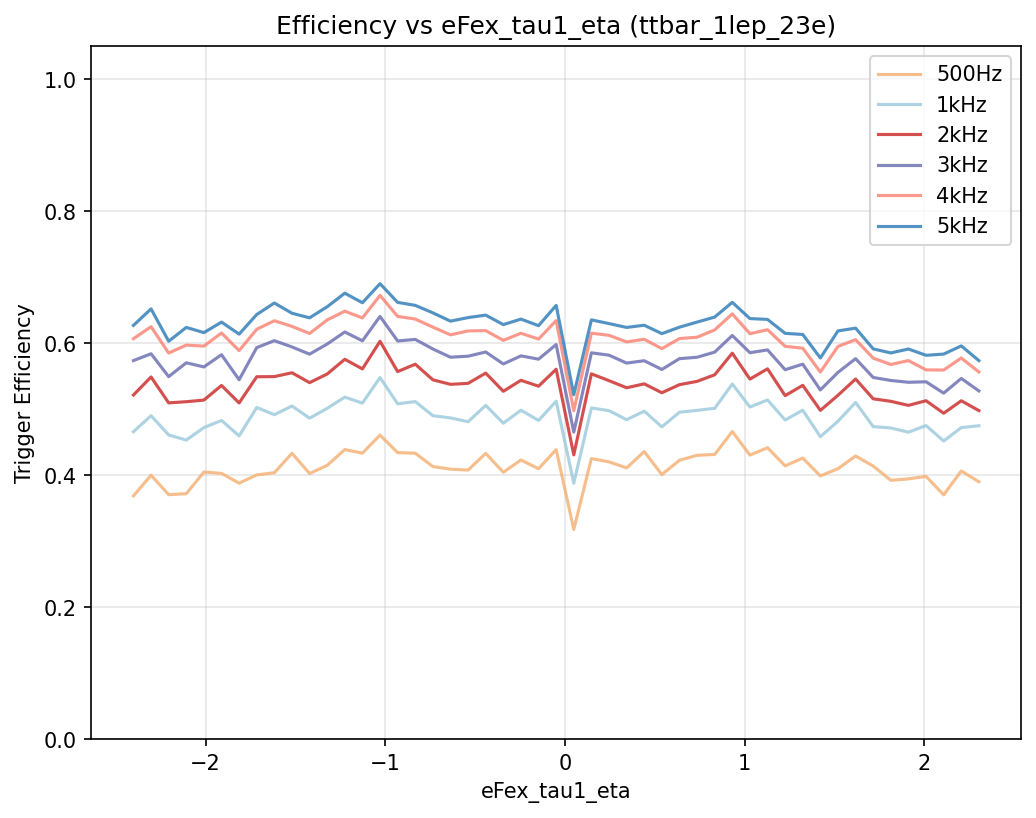 Efficiency vs eFex_tau1_eta (ttbar_1lep_23e)
Trigger Efficiency
1.0
0.8
0.6
0.4
0.2
0.0
500Hz
1kHz
2kHz
3kHz
4kHz
5kHz
−2
−1
0
1
2
eFex_tau1_eta